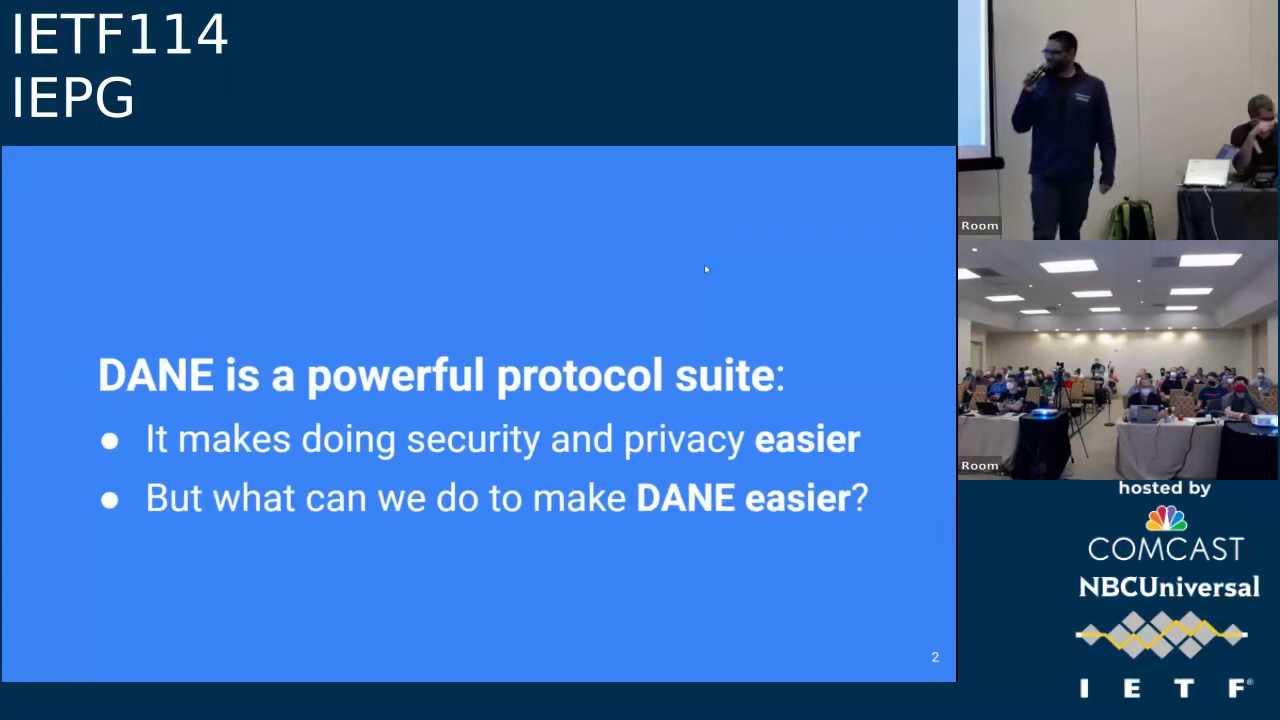 IETF114
IEPG
DANE is a powerful protocol suite:
● It makes doing security and privacy easier
● But what can we do to make DANE easier?
2
Room
Room
hosted by
COMCAST
NBCUniversal
I E T F®